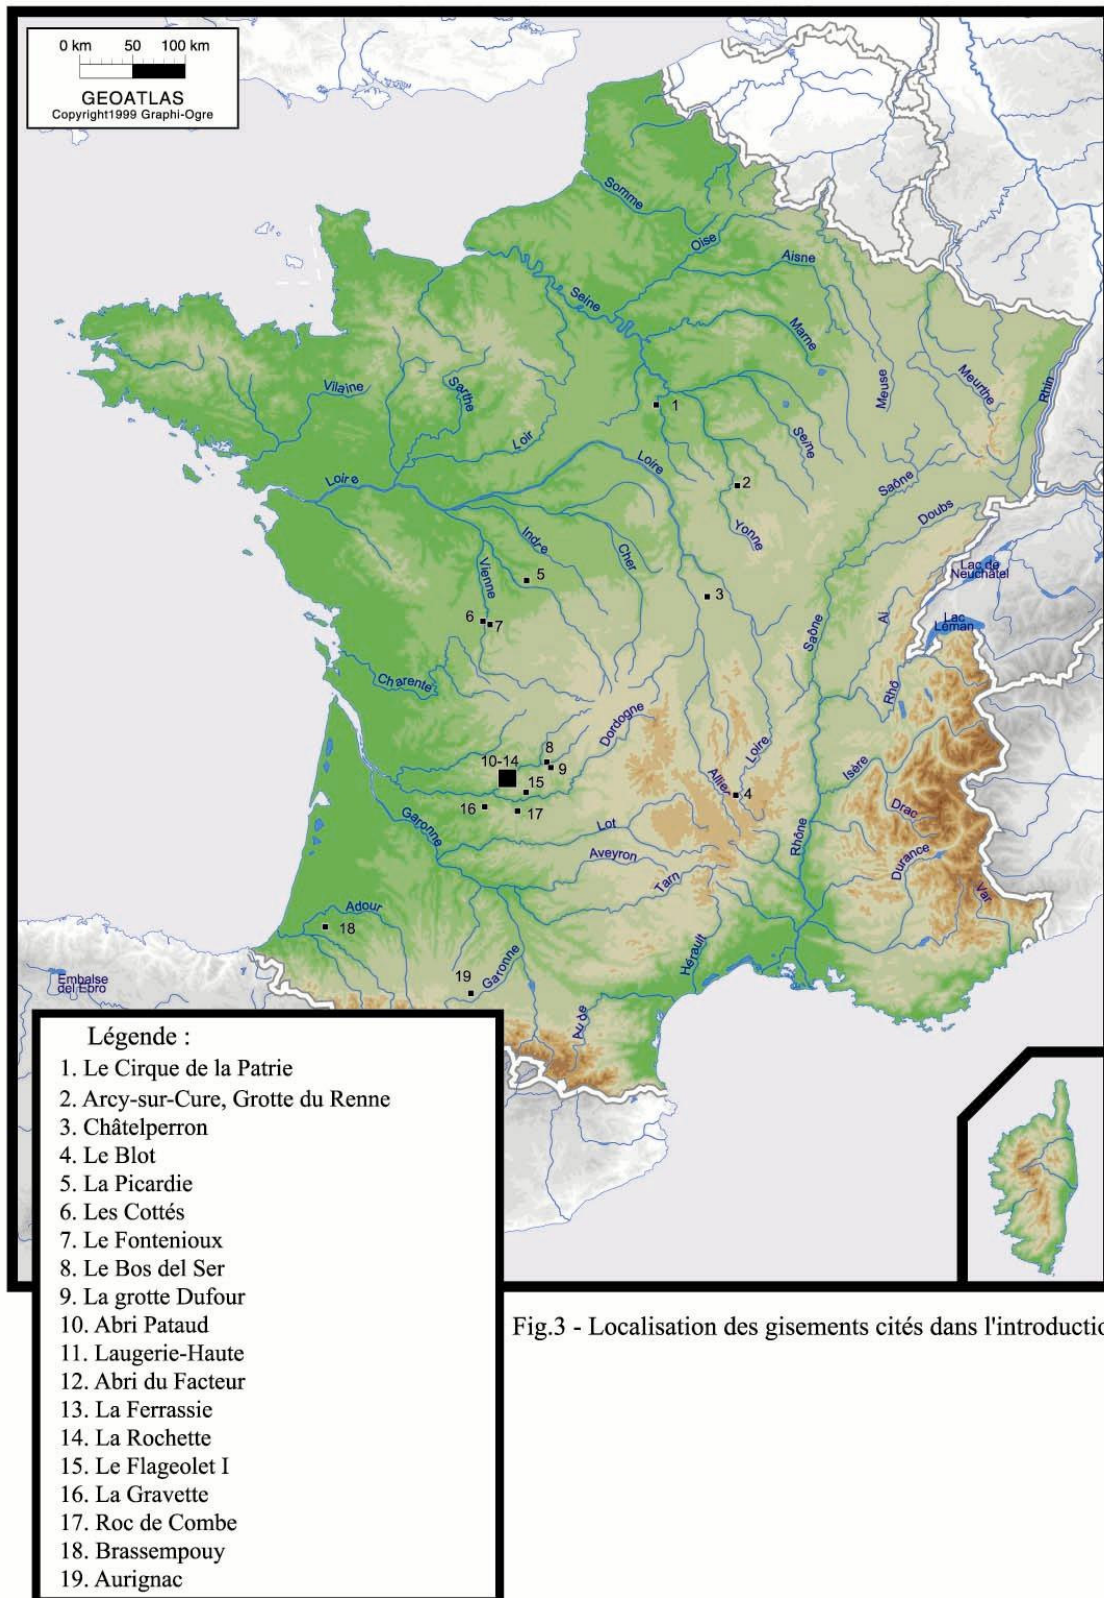 0 km 50 100 km
GEOATLAS
Copyright1999 Graphi-Ogre
Somme
Oise
Aisne
Seine
Marne
Meuse
Meurthe
Rhin
Vilaine
Sarthe
Loir
1
Seine
Loire
Loire
2
Saône
Doubs
Yonne
Indre
Cher
Vienne
5
3
Lac de
Neuchâtel
6
7
Lac
Léman
Ai
Saône
Charente
Rhô
Dordogne
8
10-14
9
Loire
Isère
15
Allier
4
16
17
Drac
Garonne
Lot
Rhône
Aveyron
Durance
Tarn
Var
Adour
18
Hérault
Garonne
19
Embalse
del Ebro
Aude
Légende :
1. Le Cirque de la Patrie
2. Arcy-sur-Cure, Grotte du Renne
3. Châtelperron
4. Le Blot
5. La Picardie
6. Les Cottés
7. Le Fontenioux
8. Le Bos del Ser
9. La grotte Dufour
10. Abri Pataud
11. Laugerie-Haute
12. Abri du Facteur
13. La Ferrassie
14. La Rochette
15. Le Flageolet I
16. La Gravette
17. Roc de Combe
18. Brassempouy
19. Aurignac
Fig.3 - Localisation des gisements cités dans l'introductio